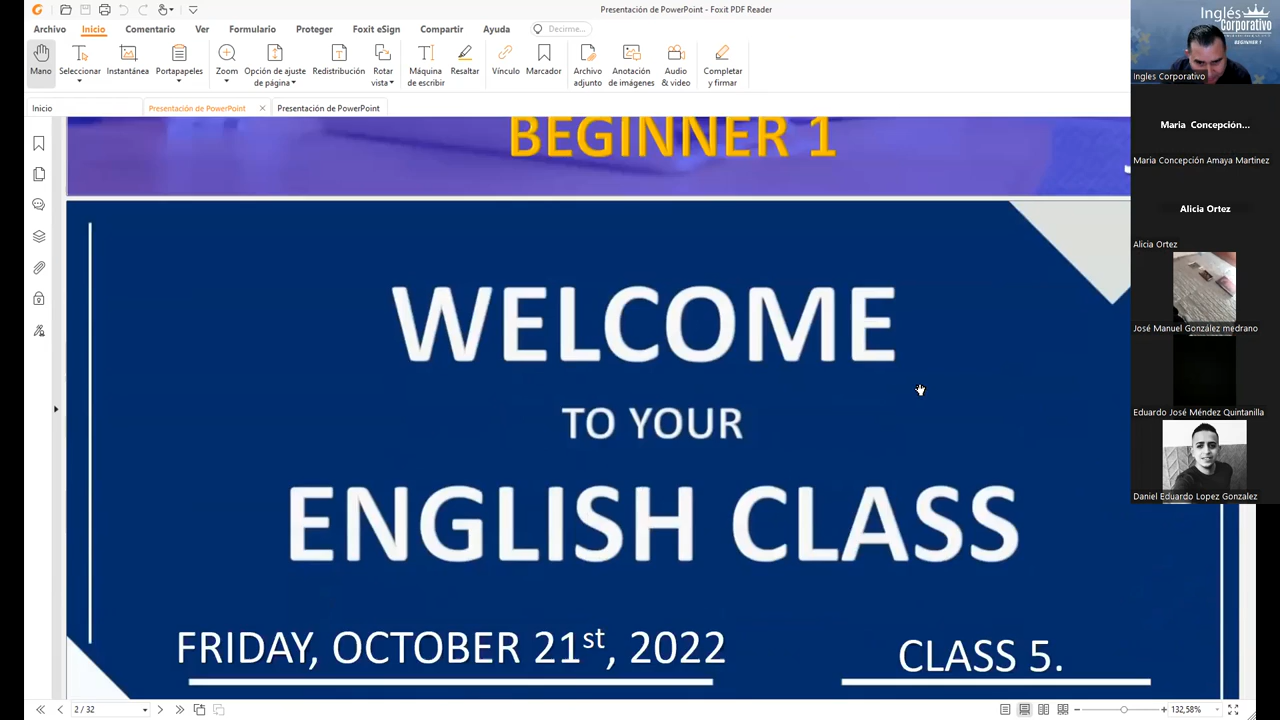 Presentación de PowerPoint - Foxit PDF Reader
Archivo Inicio Comentario Ver Formulario Proteger Foxit eSign Compartir Ayuda Decirme...
Mano Seleccionar Instantánea Portapapeles Zoom Opción de ajuste de página Redistribución Rotar vista Máquina de escribir Resaltar Vínculo Marcador Archivo adjunto Anotación de imágenes Audio & video Completar y firmar
Inicio Presentación de PowerPoint Presentación de PowerPoint
BEGINNER 1
WELCOME
TO YOUR
ENGLISH CLASS
FRIDAY, OCTOBER 21st, 2022
CLASS 5.
Inglés
Corporativo
BEGINNER 1
Ingles Corporativo
Maria Concepción...
Maria Concepción Amaya Martinez
Alicia Ortez
Alicia Ortez
José Manuel González medrano
Eduardo José Méndez Quintanilla
Daniel Eduardo Lopez Gonzalez
2 / 32
132,58%